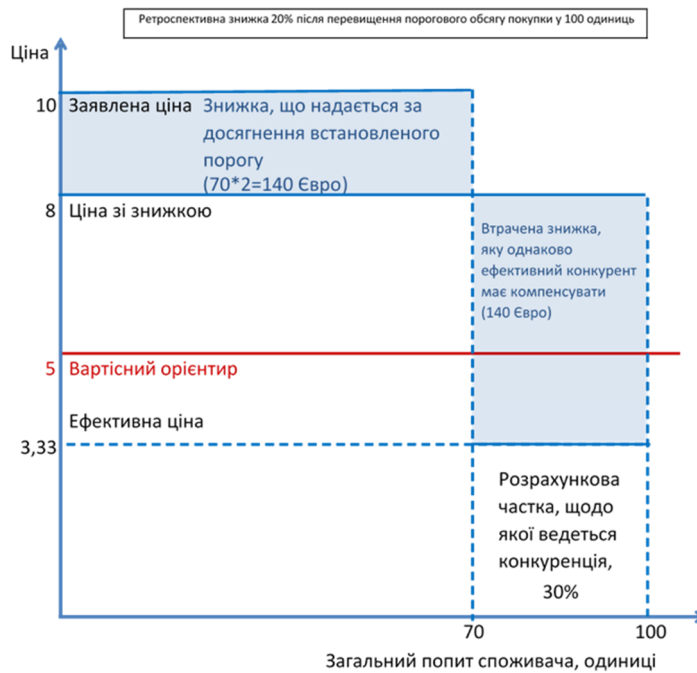 Ретроспективна знижка 20% після перевищення порогового обсягу покупки у 100 одиниць
Ціна
10
Заявлена ціна
Знижка, що надається за
досягнення встановленого
порогу
(70*2=140 Євро)
8
Ціна зі знижкою
Втрачена знижка,
яку однаково
ефективний конкурент
має компенсувати
(140 Євро)
5
Вартісний орієнтир
Ефективна ціна
3,33
Розрахункова
частка, щодо
якої ведеться
конкуренція,
30%
70
100
Загальний попит споживача, одиниці